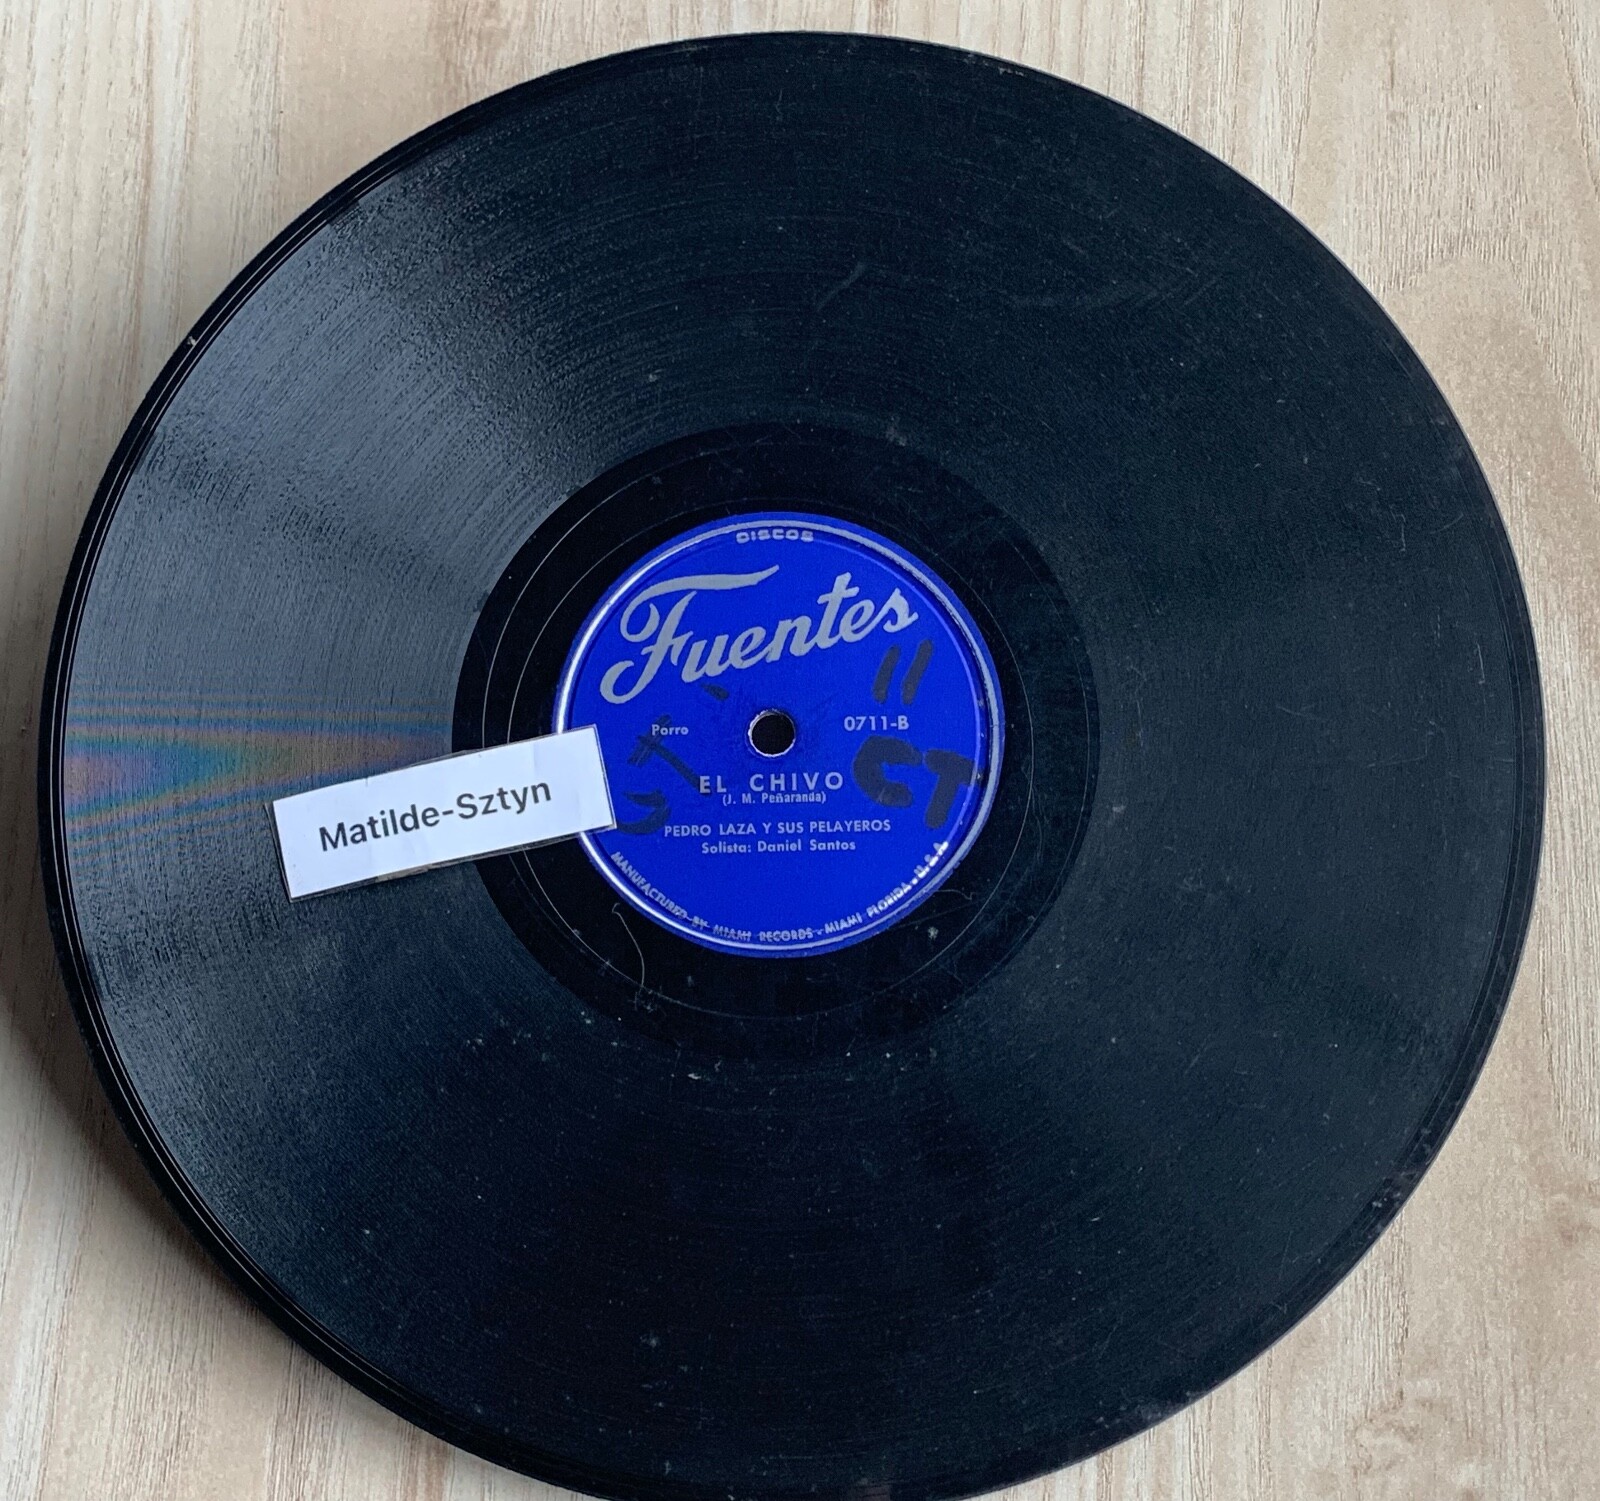 DISCOS
Fuentes
11
Porro
0711-B
CT
EL CHIVO
(J. M. Peñaranda)
PEDRO LAZA Y SUS PELAYEROS
Solista: Daniel Santos
MANUFACTURED BY MIAMI RECORDS - MIAMI FLORIDA - U.S.A.
Matilde-Sztyn